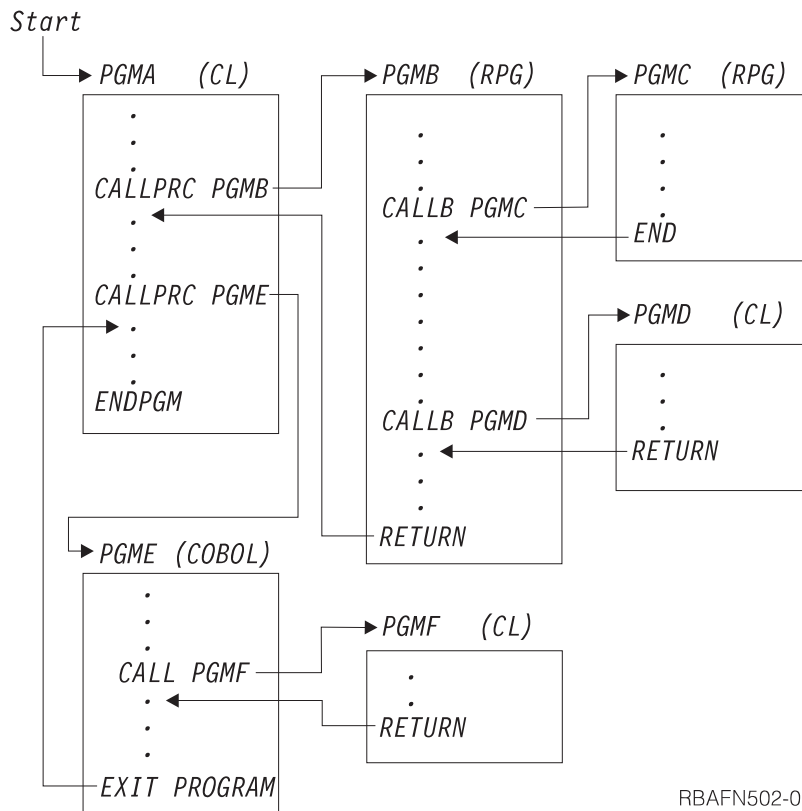 Start
PGMA (CL)
.
.
.
CALLPRC PGMB
.
.
.
CALLPRC PGME
.
.
.
ENDPGM
PGMB (RPG)
.
.
.
CALLB PGMC
.
.
.
.
.
.
CALLB PGMD
.
.
.
RETURN
PGMC (RPG)
.
.
.
.
END
PGMD (CL)
.
.
.
RETURN
PGME (COBOL)
.
.
.
CALL PGMF
.
.
.
EXIT PROGRAM
PGMF (CL)
.
.
RETURN
RBAFN502-0